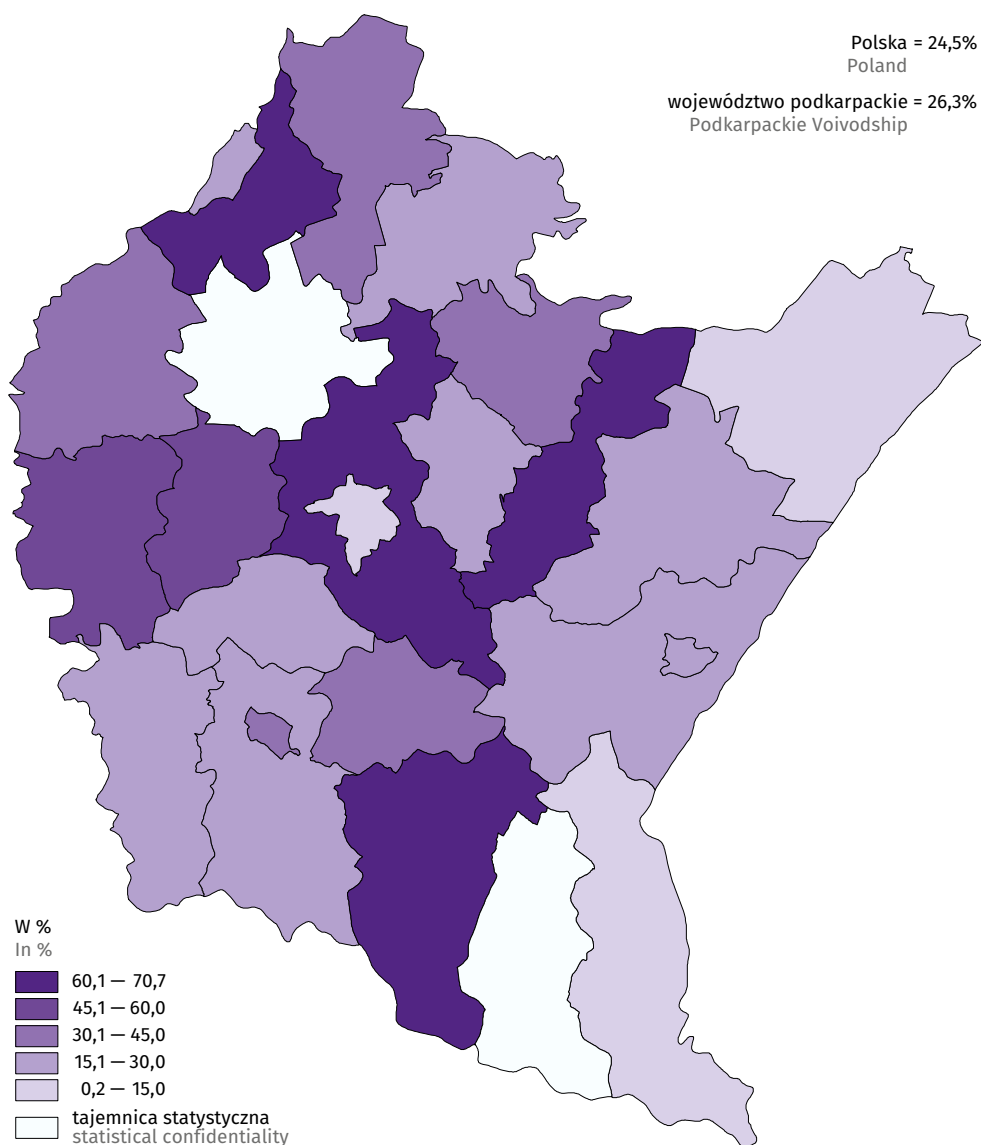 Polska = 24,5%
Poland
województwo podkarpackie = 26,3%
Podkarpackie Voivodship
W %
In %
60,1 — 70,7
45,1 — 60,0
30,1 — 45,0
15,1 — 30,0
0,2 — 15,0
tajemnica statystyczna
statistical confidentiality